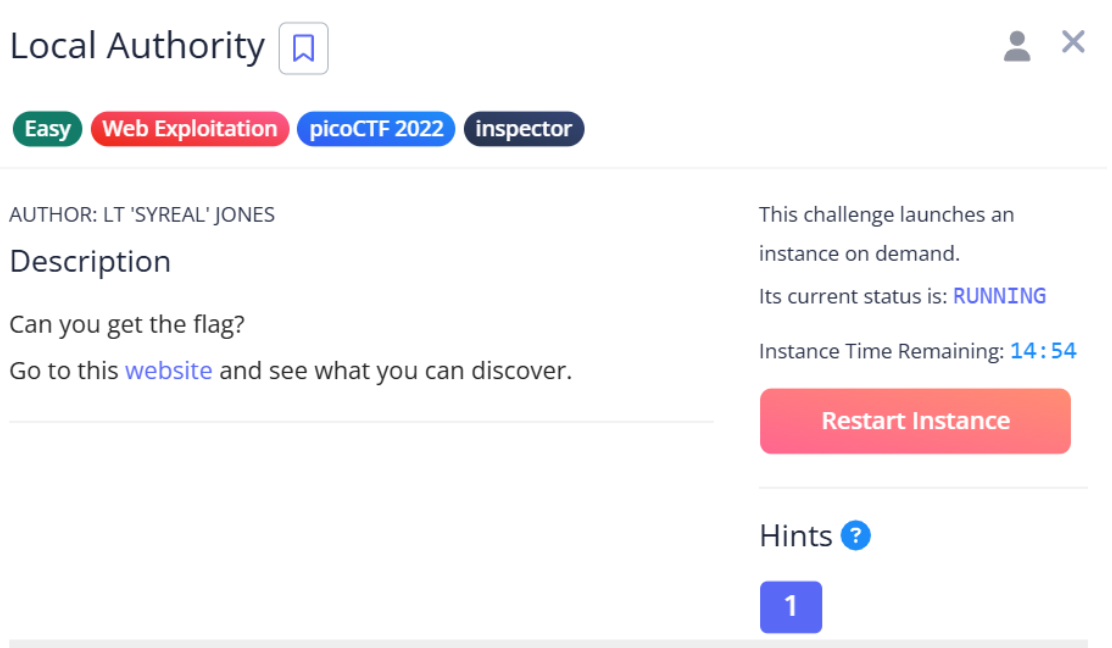 Local Authority
Easy Web Exploitation picoCTF 2022 inspector
AUTHOR: LT 'SYREAL' JONES
Description
Can you get the flag?
Go to this website and see what you can discover.
This challenge launches an
instance on demand.
Its current status is: RUNNING
Instance Time Remaining: 14:54
Restart Instance
Hints ?
1